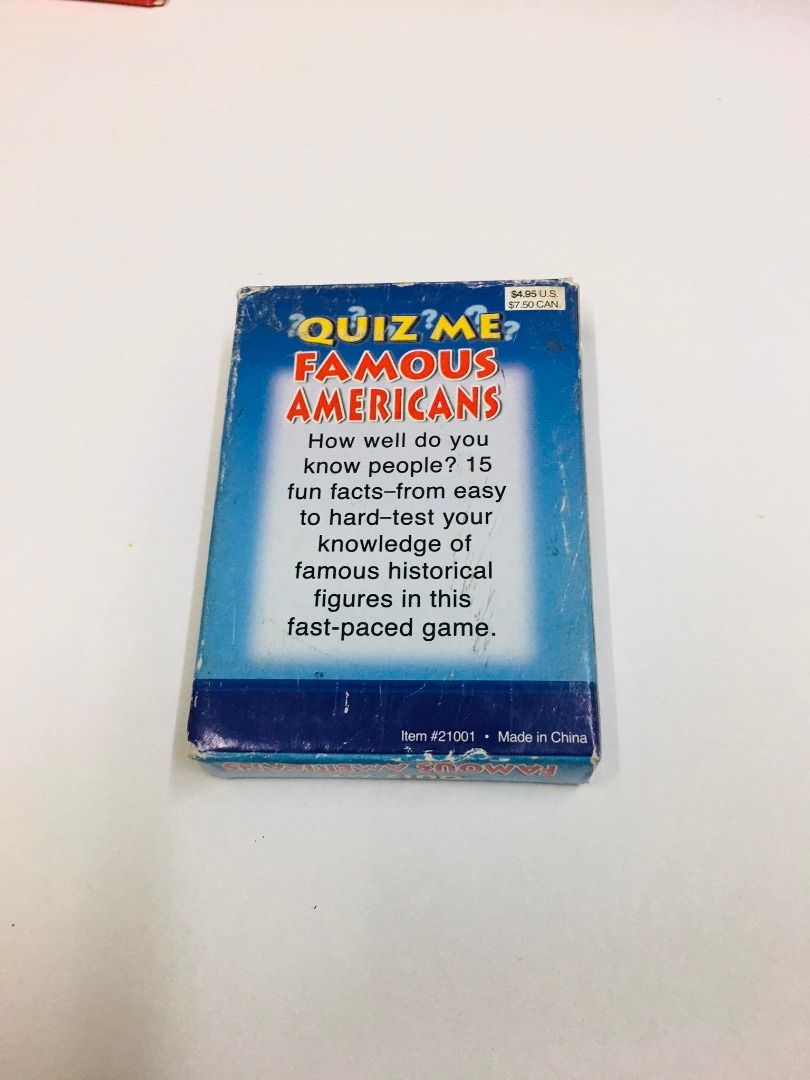 $4.95 U.S.
$7.50 CAN.
QUIZ ME
FAMOUS
AMERICANS
How well do you
know people? 15
fun facts–from easy
to hard–test your
knowledge of
famous historical
figures in this
fast-paced game.
Item #21001 • Made in China
FAMOUS AMERICANS